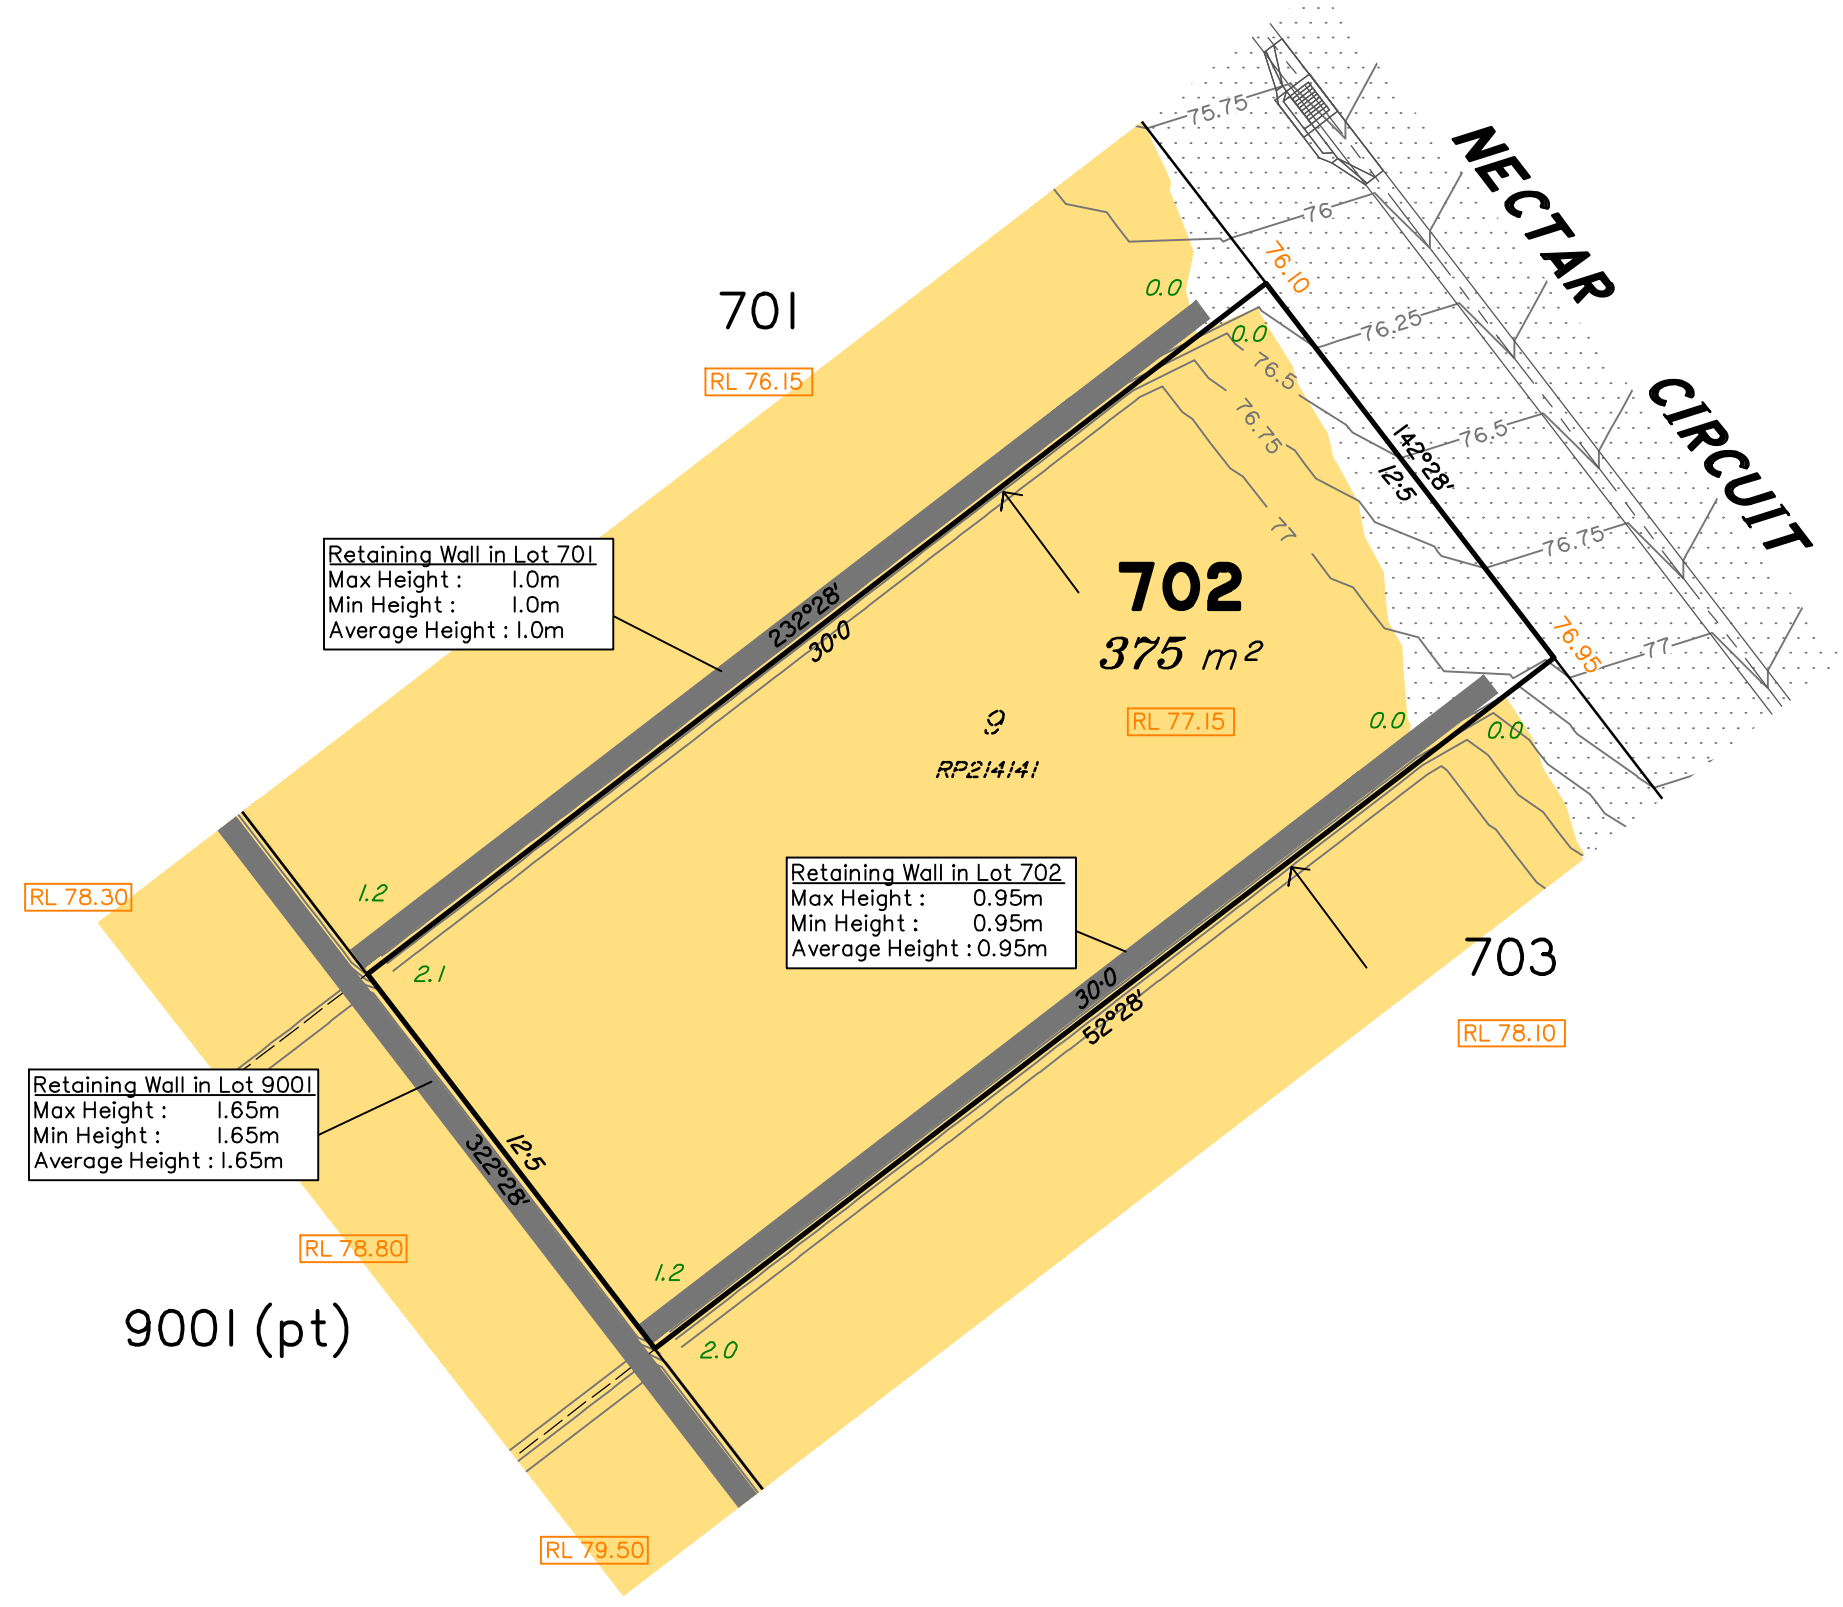 75.75
NECTAR
76
76.10
0.0
701
76.25
0.0
RL 76.15
76.5
CIRCUIT
76.75
142°28'
76.5
12·5
77
76.75
Retaining Wall in Lot 701
Max Height : 1.0m
Min Height : 1.0m
Average Height : 1.0m
232°28'
30·0
702
375 m²
76.95
77
9
RL 77.15
0.0
0.0
RP214141
Retaining Wall in Lot 702
Max Height : 0.95m
Min Height : 0.95m
Average Height : 0.95m
RL 78.30
1.2
2.1
703
30·0
52°28'
RL 78.10
Retaining Wall in Lot 9001
Max Height : 1.65m
Min Height : 1.65m
Average Height : 1.65m
12·5
322°28'
RL 78.80
1.2
9001 (pt)
2.0
RL 79.50